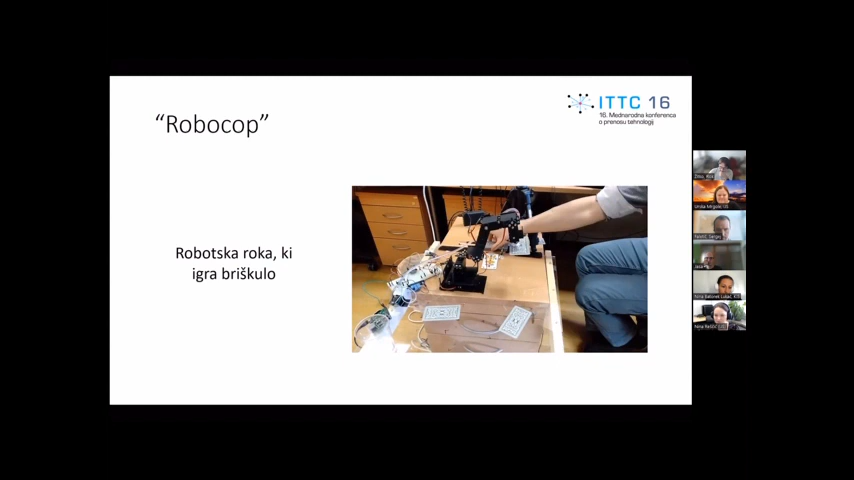 “Robocop”
ITTC 16
16. Mednarodna konferenca
o prenosu tehnologij
Robotska roka, ki
igra briškulo